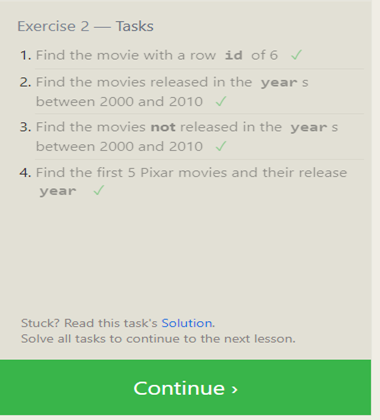 Exercise 2 — Tasks
1. Find the movie with a row id of 6 ✓
2. Find the movies released in the year s
between 2000 and 2010 ✓
3. Find the movies not released in the year s
between 2000 and 2010 ✓
4. Find the first 5 Pixar movies and their release
year ✓
Stuck? Read this task's Solution.
Solve all tasks to continue to the next lesson.
Continue ›